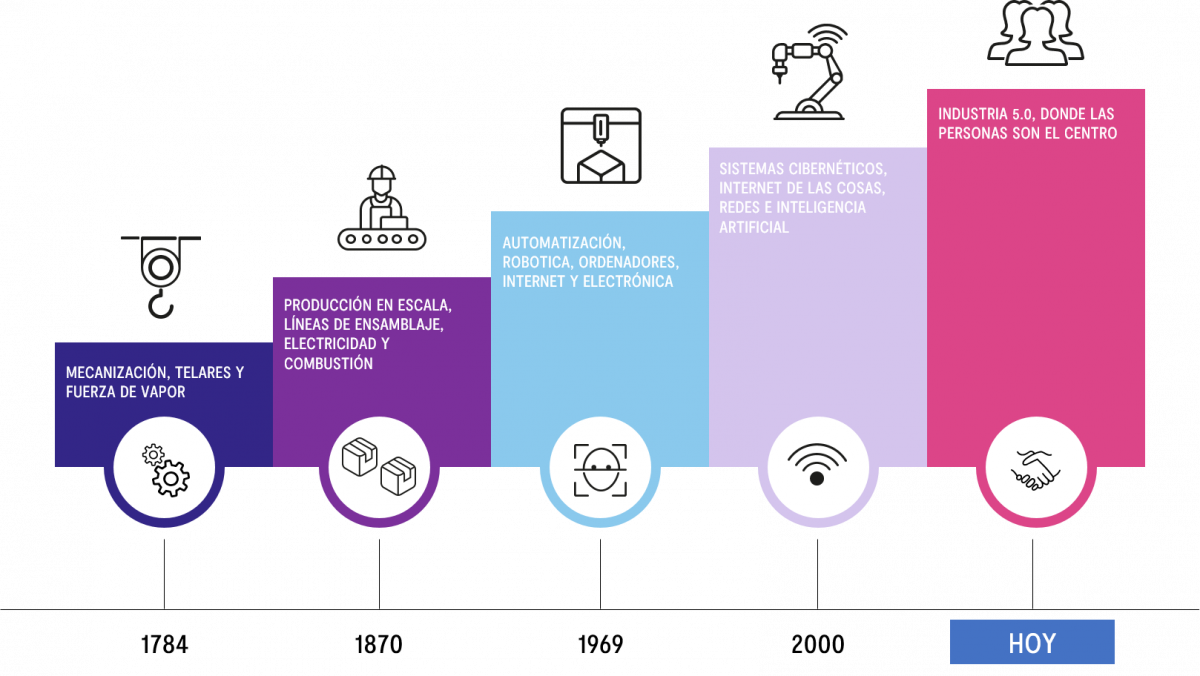 INDUSTRIA 5.0, DONDE LAS
PERSONAS SON EL CENTRO
SISTEMAS CIBERNÉTICOS,
INTERNET DE LAS COSAS,
REDES E INTELIGENCIA
ARTIFICIAL
AUTOMATIZACIÓN,
ROBOTICA, ORDENADORES,
INTERNET Y ELECTRÓNICA
PRODUCCIÓN EN ESCALA,
LÍNEAS DE ENSAMBLAJE,
ELECTRICIDAD Y
COMBUSTIÓN
MECANIZACIÓN, TELARES Y
FUERZA DE VAPOR
1784
1870
1969
2000
HOY